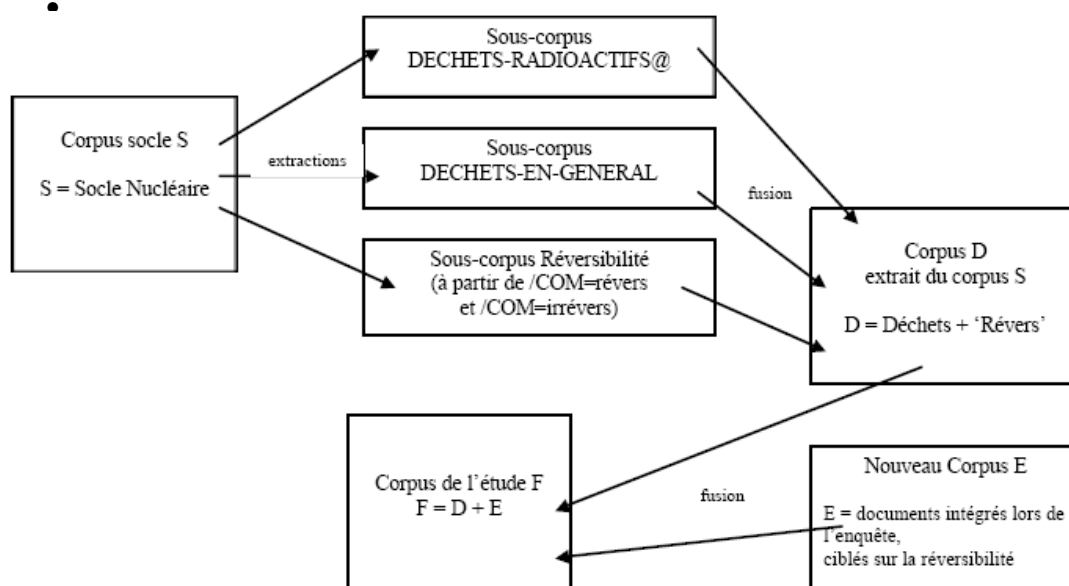 Sous-corpus
DECHETS-RADIOACTIFS@
Corpus socle S
S = Socle Nucléaire
extractions
Sous-corpus
DECHETS-EN-GENERAL
fusion
Sous-corpus Réversibilité
(à partir de /COM=révers
et /COM=irrévers)
Corpus D
extrait du corpus S
D = Déchets + ‘Révers’
Corpus de l’étude F
F = D + E
fusion
Nouveau Corpus E
E = documents intégrés lors de
l’enquête,
ciblés sur la réversibilité